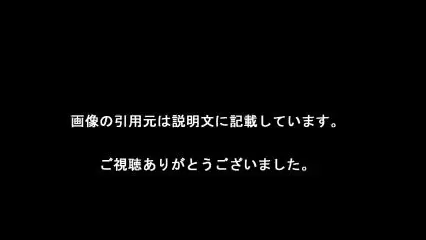 画像の引用元は説明文に記載しています。
ご視聴ありがとうございました。